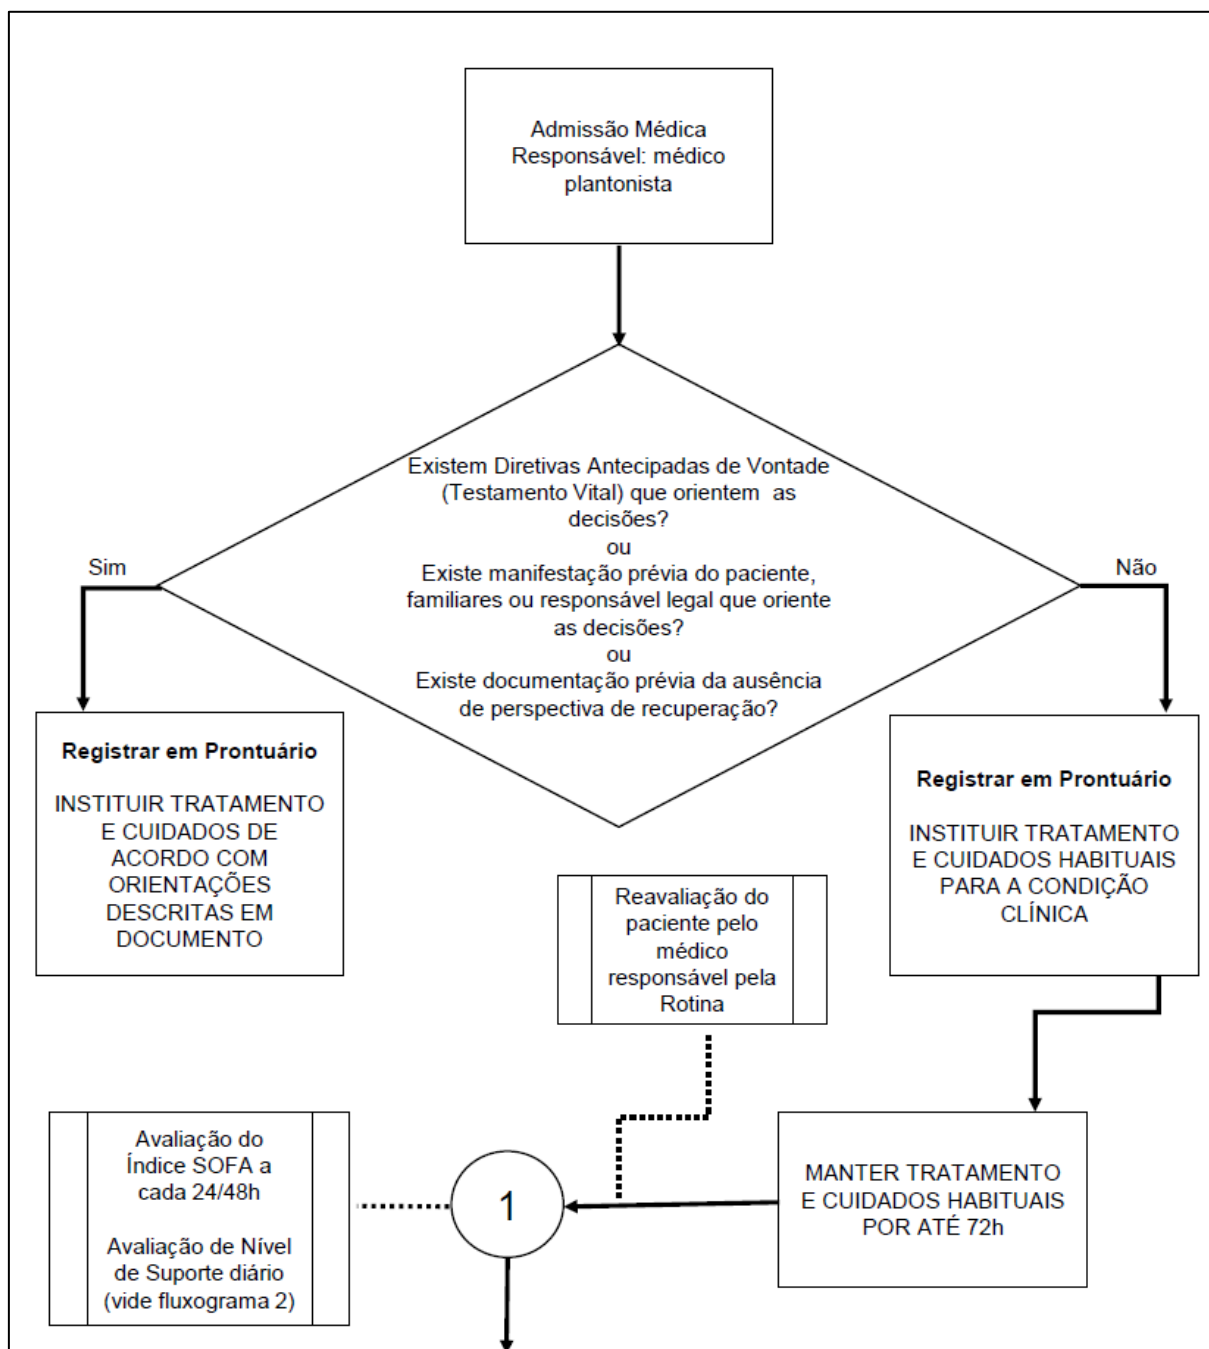 Admissão Médica
Responsável: médico
plantonista
Existem Diretivas Antecipadas de Vontade
(Testamento Vital) que orientem as
decisões?
ou
Existe manifestação prévia do paciente,
familiares ou responsável legal que oriente
as decisões?
ou
Existe documentação prévia da ausência
de perspectiva de recuperação?
Sim
Não
Registrar em Prontuário
INSTITUIR TRATAMENTO
E CUIDADOS DE
ACORDO COM
ORIENTAÇÕES
DESCRITAS EM
DOCUMENTO
Registrar em Prontuário
INSTITUIR TRATAMENTO
E CUIDADOS HABITUAIS
PARA A CONDIÇÃO
CLÍNICA
Reavaliação do
paciente pelo
médico
responsável pela
Rotina
MANTER TRATAMENTO
E CUIDADOS HABITUAIS
POR ATÉ 72h
1
Avaliação do
Índice SOFA a
cada 24/48h
Avaliação de Nível
de Suporte diário
(vide fluxograma 2)